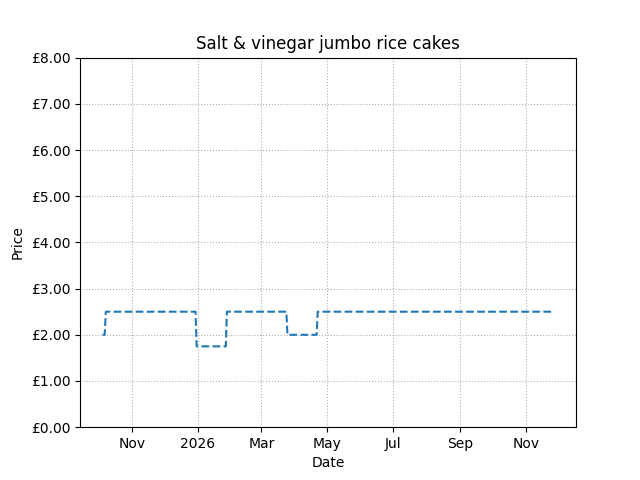 Salt & vinegar jumbo rice cakes
£8.00
£7.00
£6.00
£5.00
£4.00
£3.00
£2.00
£1.00
£0.00
Price
Nov 2026 Mar May Jul Sep Nov
Date